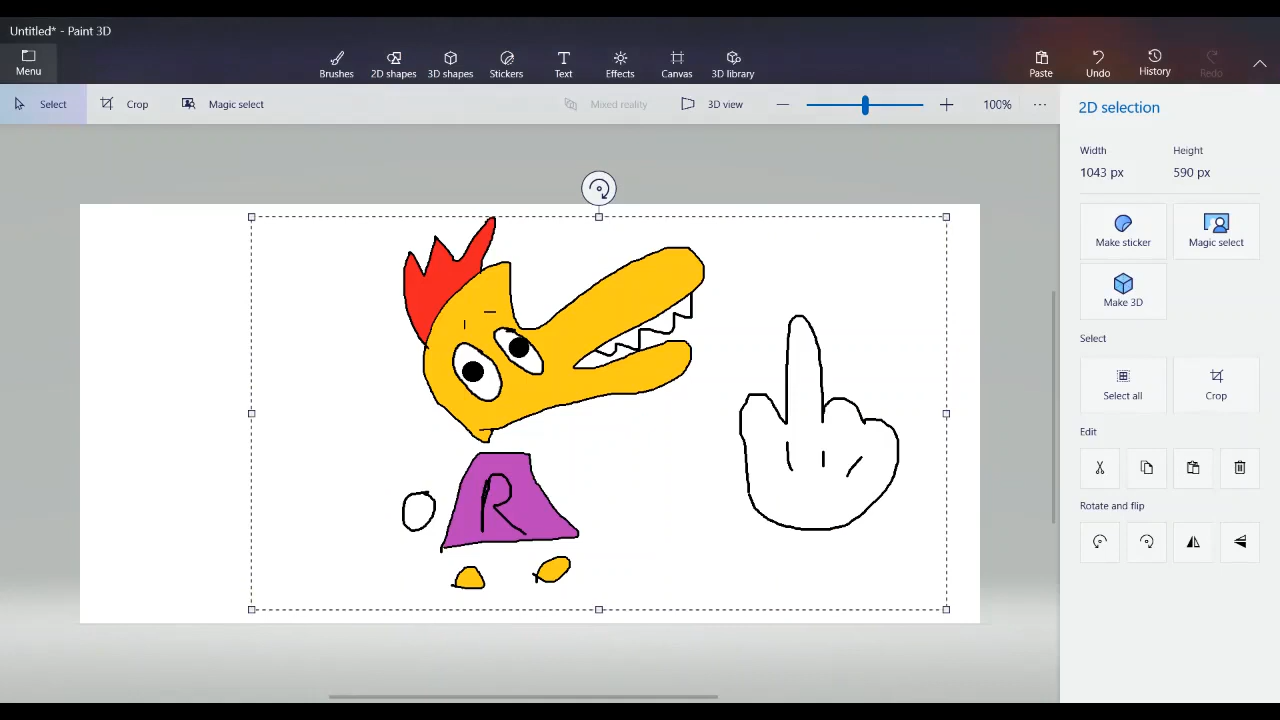 Untitled* - Paint 3D
Menu
Brushes
2D shapes
3D shapes
Stickers
Text
Effects
Canvas
3D library
Paste
Undo
History
Redo
Select
Crop
Magic select
Mixed reality
3D view
100%
2D selection
Width
Height
1043 px
590 px
Make sticker
Magic select
Make 3D
Select
Select all
Crop
Edit
Rotate and flip
R